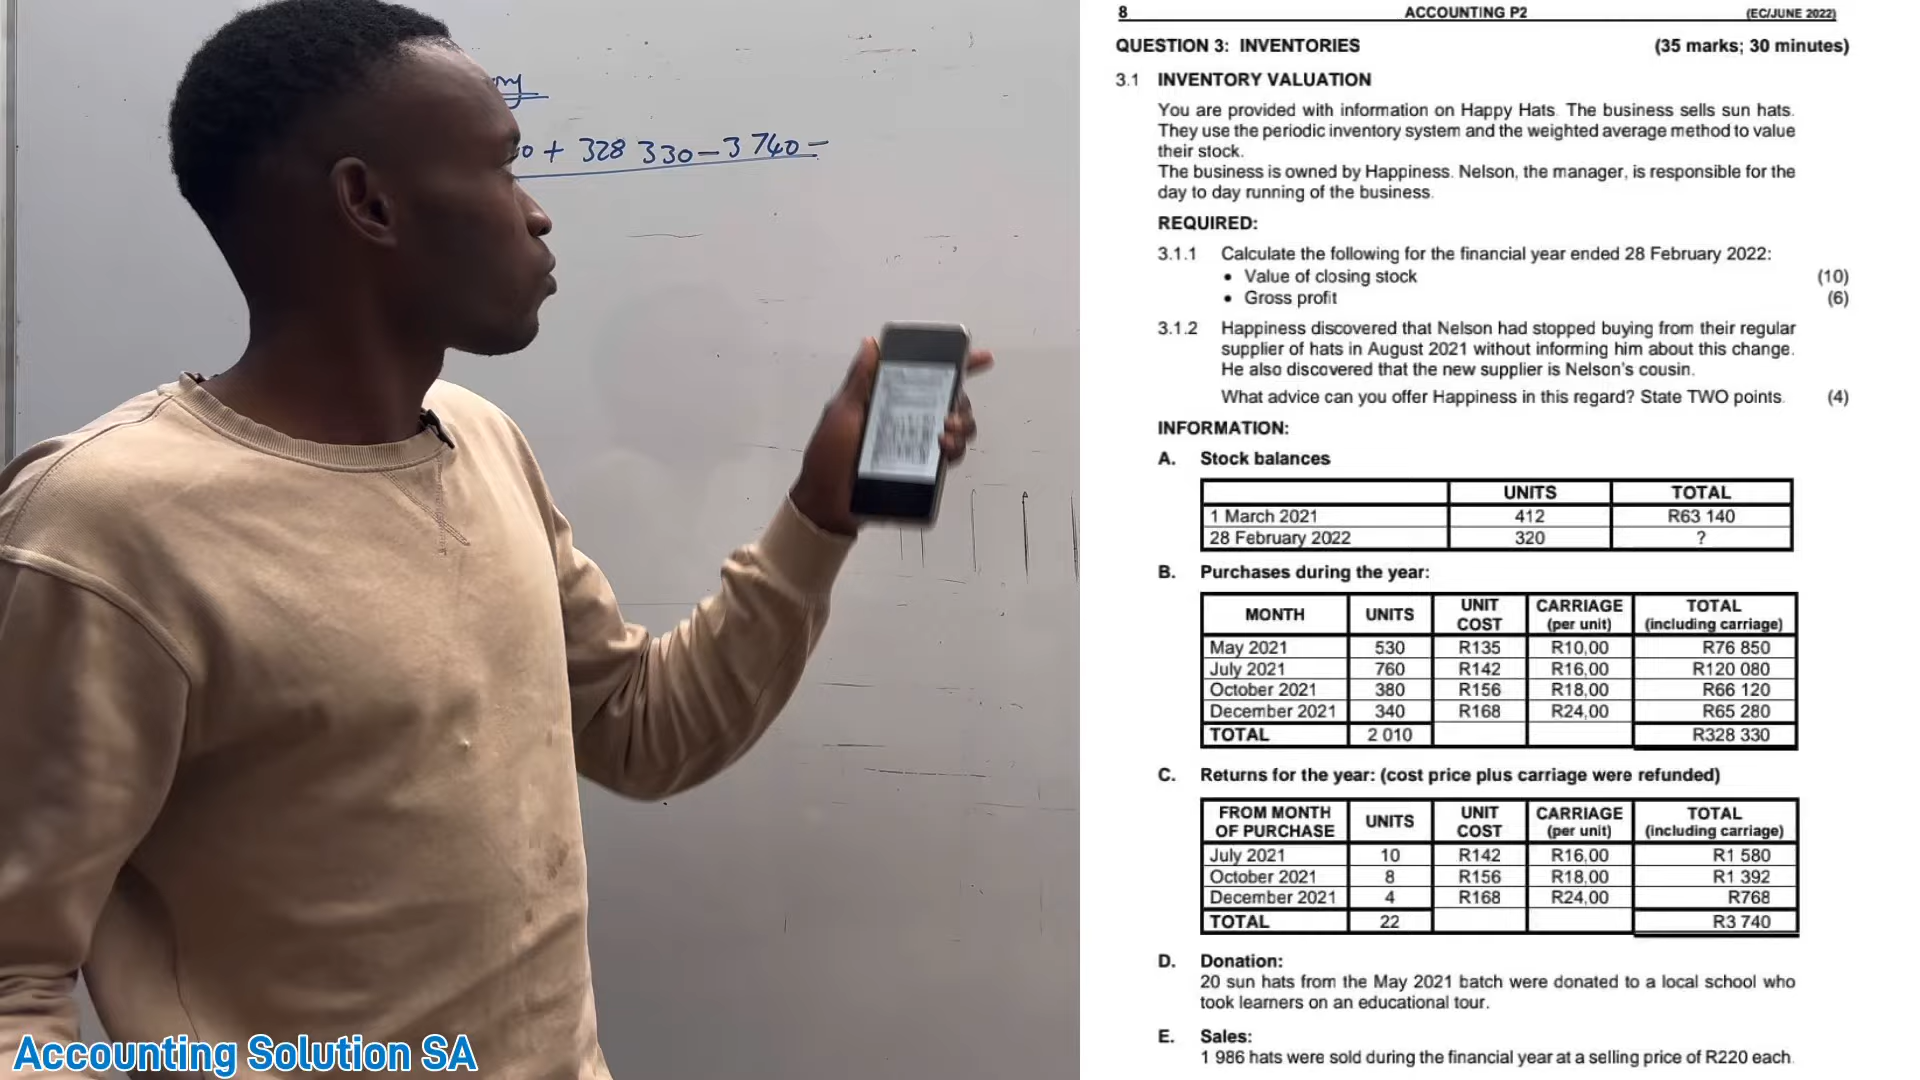 + 328 330 – 3 740 –
Accounting Solution SA
8 ACCOUNTING P2 (EC/JUNE 2022)
QUESTION 3: INVENTORIES (35 marks; 30 minutes)
3.1 INVENTORY VALUATION
You are provided with information on Happy Hats. The business sells sun hats.
They use the periodic inventory system and the weighted average method to value
their stock.
The business is owned by Happiness. Nelson, the manager, is responsible for the
day to day running of the business.
REQUIRED:
3.1.1 Calculate the following for the financial year ended 28 February 2022:
• Value of closing stock (10)
• Gross profit (6)
3.1.2 Happiness discovered that Nelson had stopped buying from their regular
supplier of hats in August 2021 without informing him about this change.
He also discovered that the new supplier is Nelson's cousin.
What advice can you offer Happiness in this regard? State TWO points. (4)
INFORMATION:
A. Stock balances
UNITS TOTAL
1 March 2021 412 R63 140
28 February 2022 320 ?
B. Purchases during the year:
MONTH UNITS UNIT COST CARRIAGE (per unit) TOTAL (including carriage)
May 2021 530 R135 R10,00 R76 850
July 2021 760 R142 R16,00 R120 080
October 2021 380 R156 R18,00 R66 120
December 2021 340 R168 R24,00 R65 280
TOTAL 2 010 R328 330
C. Returns for the year: (cost price plus carriage were refunded)
FROM MONTH OF PURCHASE UNITS UNIT COST CARRIAGE (per unit) TOTAL (including carriage)
July 2021 10 R142 R16,00 R1 580
October 2021 8 R156 R18,00 R1 392
December 2021 4 R168 R24,00 R768
TOTAL 22 R3 740
D. Donation:
20 sun hats from the May 2021 batch were donated to a local school who
took learners on an educational tour.
E. Sales:
1 986 hats were sold during the financial year at a selling price of R220 each.